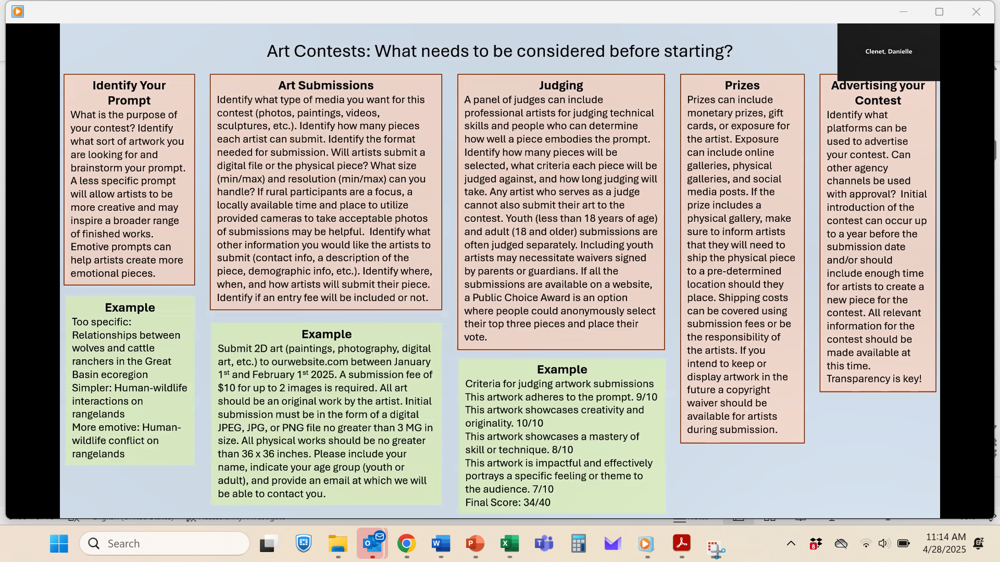 Art Contests: What needs to be considered before starting?
Clenet, Danielle
Identify Your
Prompt
What is the purpose of
your contest? Identify
what sort of artwork you
are looking for and
brainstorm your prompt.
A less specific prompt
will allow artists to be
more creative and may
inspire a broader range
of finished works.
Emotive prompts can
help artists create more
emotional pieces.
Example
Too specific:
Relationships between
wolves and cattle
ranchers in the Great
Basin ecoregion
Simpler: Human-wildlife
interactions on
rangelands
More emotive: Human-
wildlife conflict on
rangelands
Art Submissions
Identify what type of media you want for this
contest (photos, paintings, videos,
sculptures, etc.). Identify how many pieces
each artist can submit. Identify the format
needed for submission. Will artists submit a
digital file or the physical piece? What size
(min/max) and resolution (min/max) can you
handle? If rural participants are a focus, a
locally available time and place to utilize
provided cameras to take acceptable photos
of submissions may be helpful.  Identify what
other information you would like the artists to
submit (contact info, a description of the
piece, demographic info, etc.). Identify where,
when, and how artists will submit their piece.
Identify if an entry fee will be included or not.
Example
Submit 2D art (paintings, photography, digital
art, etc.) to ourwebsite.com between January
1st and February 1st 2025. A submission fee of
$10 for up to 2 images is required. All art
should be an original work by the artist. Initial
submission must be in the form of a digital
JPEG, JPG, or PNG file no greater than 3 MG in
size. All physical works should be no greater
than 36 x 36 inches. Please include your
name, indicate your age group (youth or
adult), and provide an email at which we will
be able to contact you.
Judging
A panel of judges can include
professional artists for judging technical
skills and people who can determine
how well a piece embodies the prompt.
Identify how many pieces will be
selected, what criteria each piece will be
judged against, and how long judging will
take. Any artist who serves as a judge
cannot also submit their art to the
contest. Youth (less than 18 years of age)
and adult (18 and older) submissions are
often judged separately. Including youth
artists may necessitate waivers signed
by parents or guardians. If all the
submissions are available on a website,
a Public Choice Award is an option
where people could anonymously select
their top three pieces and place their
vote.
Example
Criteria for judging artwork submissions
This artwork adheres to the prompt. 9/10
This artwork showcases creativity and
originality. 10/10
This artwork showcases a mastery of
skill or technique. 8/10
This artwork is impactful and effectively
portrays a specific feeling or theme to
the audience. 7/10
Final Score: 34/40
Prizes
Prizes can include
monetary prizes, gift
cards, or exposure for
the artist. Exposure
can include online
galleries, physical
galleries, and social
media posts. If the
prize includes a
physical gallery, make
sure to inform artists
that they will need to
ship the physical piece
to a pre-determined
location should they
place. Shipping costs
can be covered using
submission fees or be
the responsibility of
the artists. If you
intend to keep or
display artwork in the
future a copyright
waiver should be
available for artists
during submission.
Advertising your
Contest
Identify what
platforms can be
used to advertise
your contest. Can
other agency
channels be used
with approval?  Initial
introduction of the
contest can occur up
to a year before the
submission date
and/or should
include enough time
for artists to create a
new piece for the
contest. All relevant
information for the
contest should be
made available at
this time.
Transparency is key!
Search
8
11:14 AM
4/28/2025